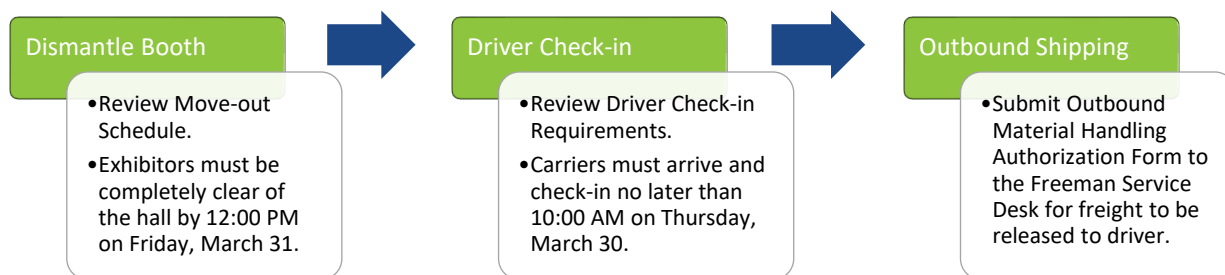 Dismantle Booth
•Review Move-out
Schedule.
•Exhibitors must be
completely clear of
the hall by 12:00 PM
on Friday, March 31.
Driver Check-in
•Review Driver Check-in
Requirements.
•Carriers must arrive and
check-in no later than
10:00 AM on Thursday,
March 30.
Outbound Shipping
•Submit Outbound
Material Handling
Authorization Form to
the Freeman Service
Desk for freight to be
released to driver.